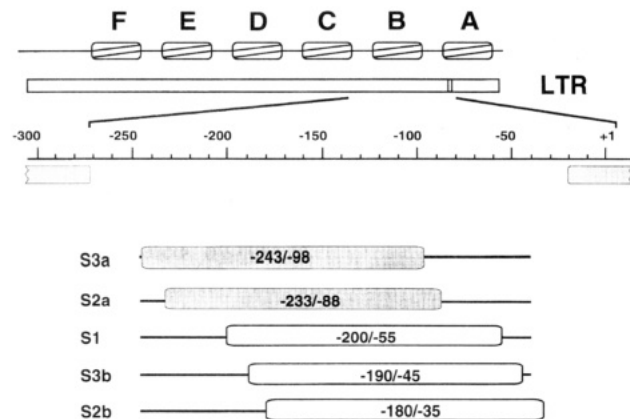 F E D C B A
LTR
-300 -250 -200 -150 -100 -50 +1
S3a -243/-98
S2a -233/-88
S1 -200/-55
S3b -190/-45
S2b -180/-35